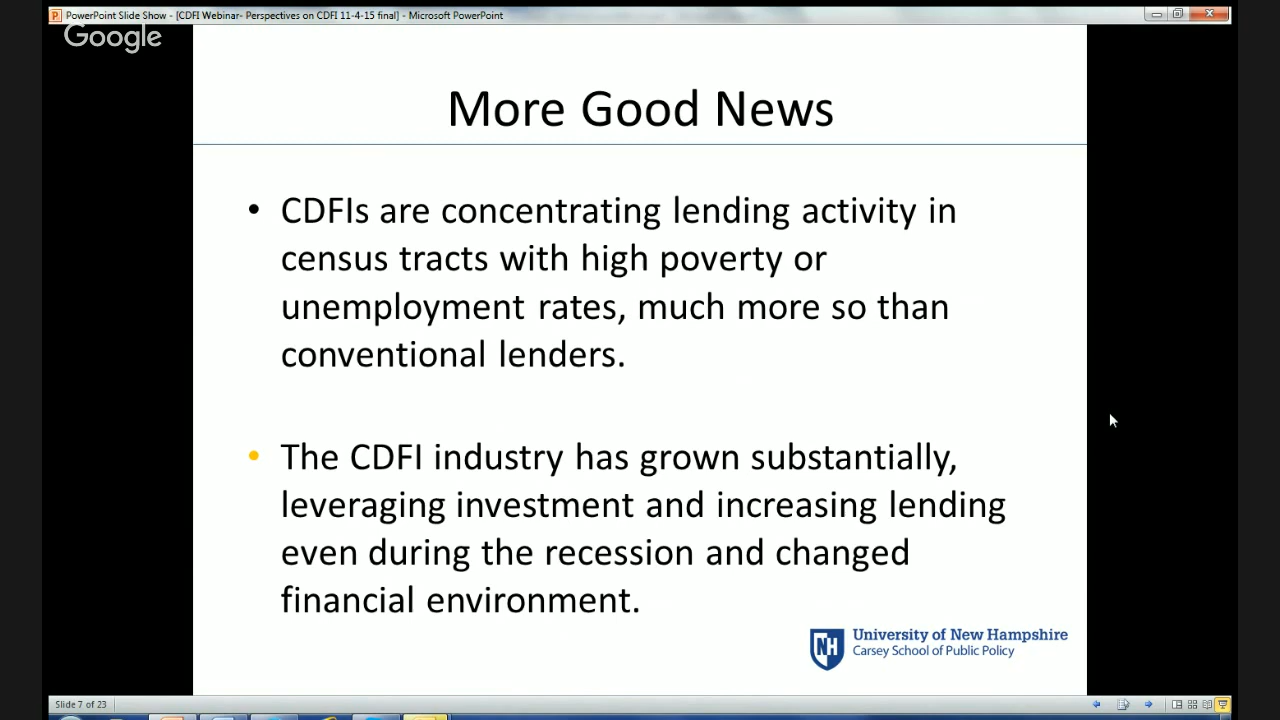 PowerPoint Slide Show - [CDFI Webinar- Perspectives on CDFI 11-4-15 final] - Microsoft PowerPoint
Google
More Good News
• CDFIs are concentrating lending activity in
census tracts with high poverty or
unemployment rates, much more so than
conventional lenders.
• The CDFI industry has grown substantially,
leveraging investment and increasing lending
even during the recession and changed
financial environment.
NH
University of New Hampshire
Carsey School of Public Policy
Slide 7 of 23